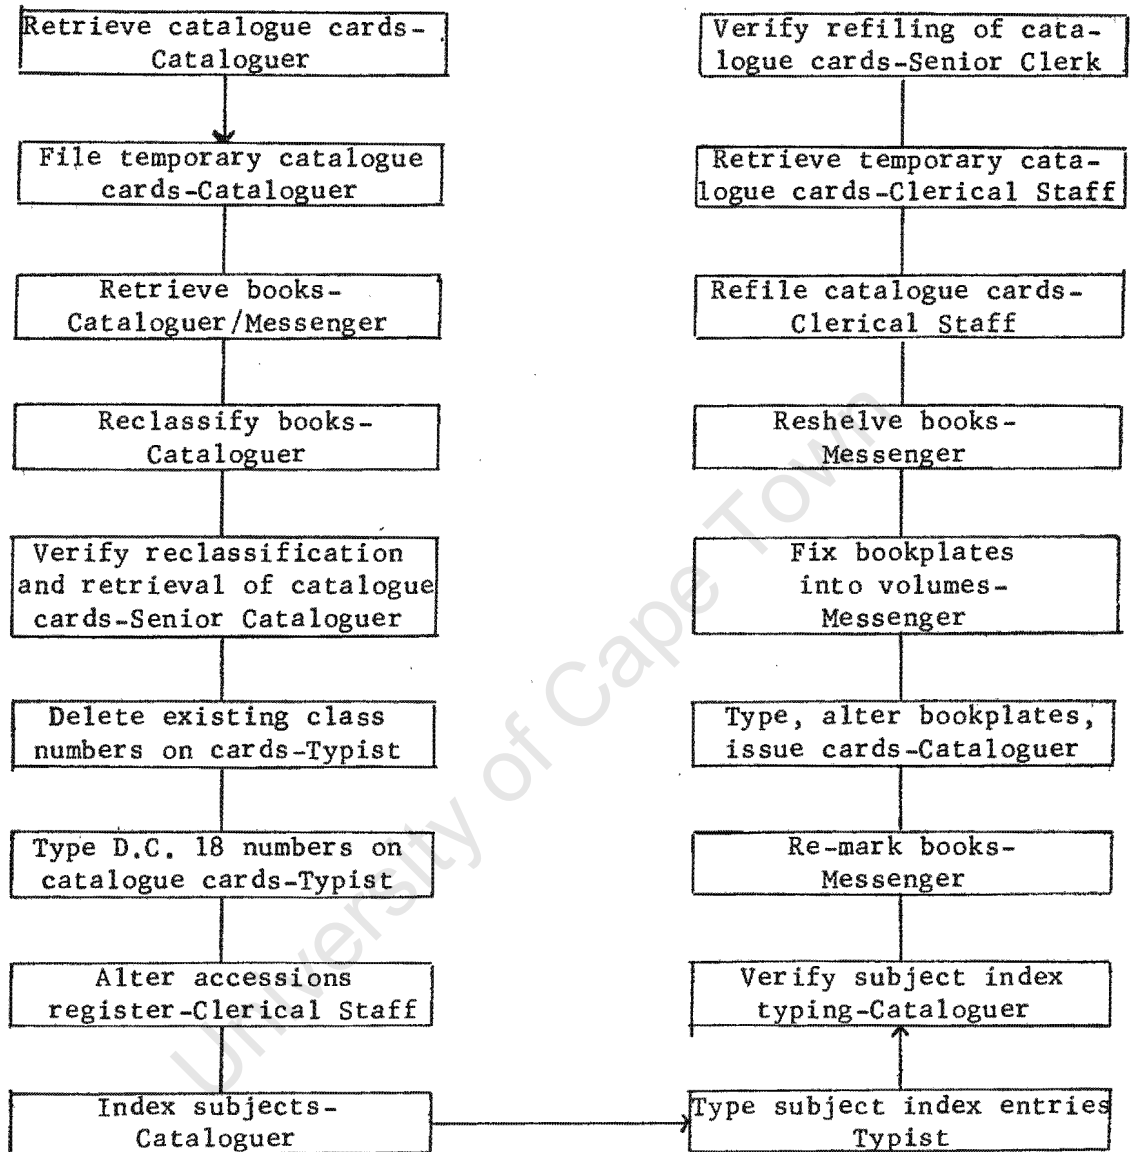 Retrieve catalogue cards-
Cataloguer
File temporary catalogue
cards-Cataloguer
Retrieve books-
Cataloguer/Messenger
Reclassify books-
Cataloguer
Verify reclassification
and retrieval of catalogue
cards-Senior Cataloguer
Delete existing class
numbers on cards-Typist
Type D.C. 18 numbers on
catalogue cards-Typist
Alter accessions
register-Clerical Staff
Index subjects-
Cataloguer
Verify refiling of cata-
logue cards-Senior Clerk
Retrieve temporary cata-
logue cards-Clerical Staff
Refile catalogue cards-
Clerical Staff
Reshelve books-
Messenger
Fix bookplates
into volumes-
Messenger
Type, alter bookplates,
issue cards-Cataloguer
Re-mark books-
Messenger
Verify subject index
typing-Cataloguer
Type subject index entries
Typist
University of Cape Town